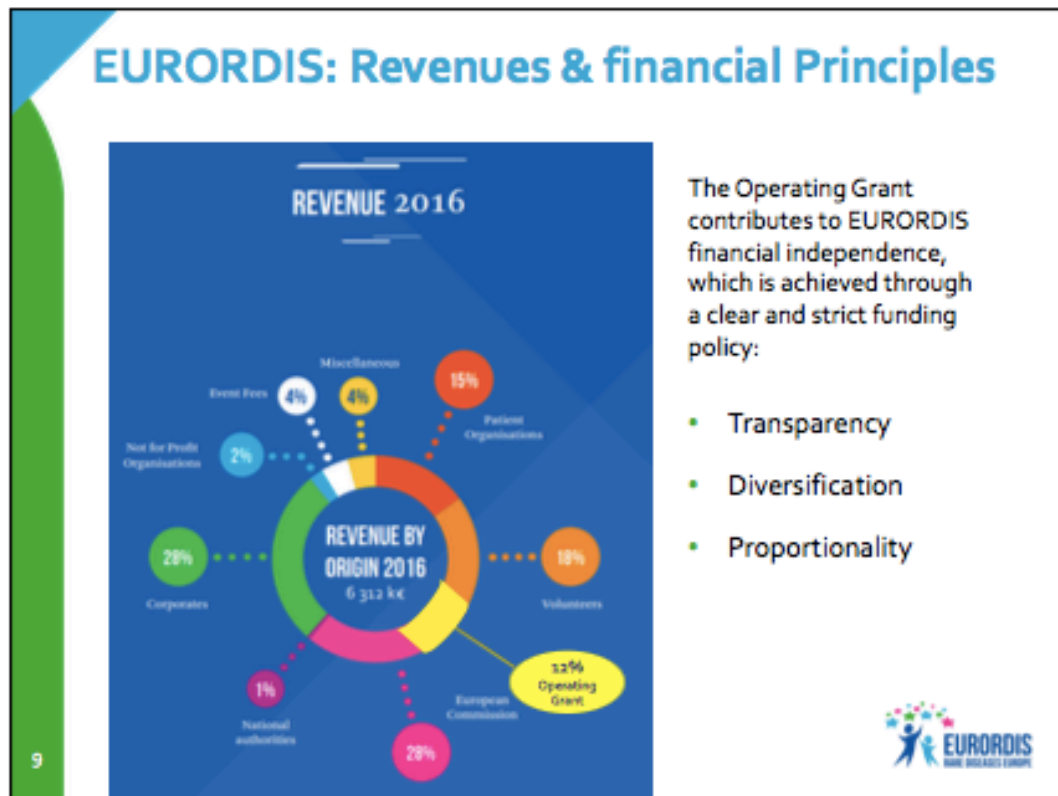 EURORDIS: Revenues & financial Principles
REVENUE 2016
The Operating Grant
contributes to EURORDIS
financial independence,
which is achieved through
a clear and strict funding
policy:
• Transparency
• Diversification
• Proportionality
Miscellaneous
4%
15%
Patient
Organisations
Event Fees
4%
Not for Profit
Organisations
2%
28%
Corporates
REVENUE BY
ORIGIN 2016
6 312 k€
18%
Volunteers
12%
Operating
Grant
European
Commission
28%
1%
National
authorities
9
EURORDIS
RARE DISEASES EUROPE